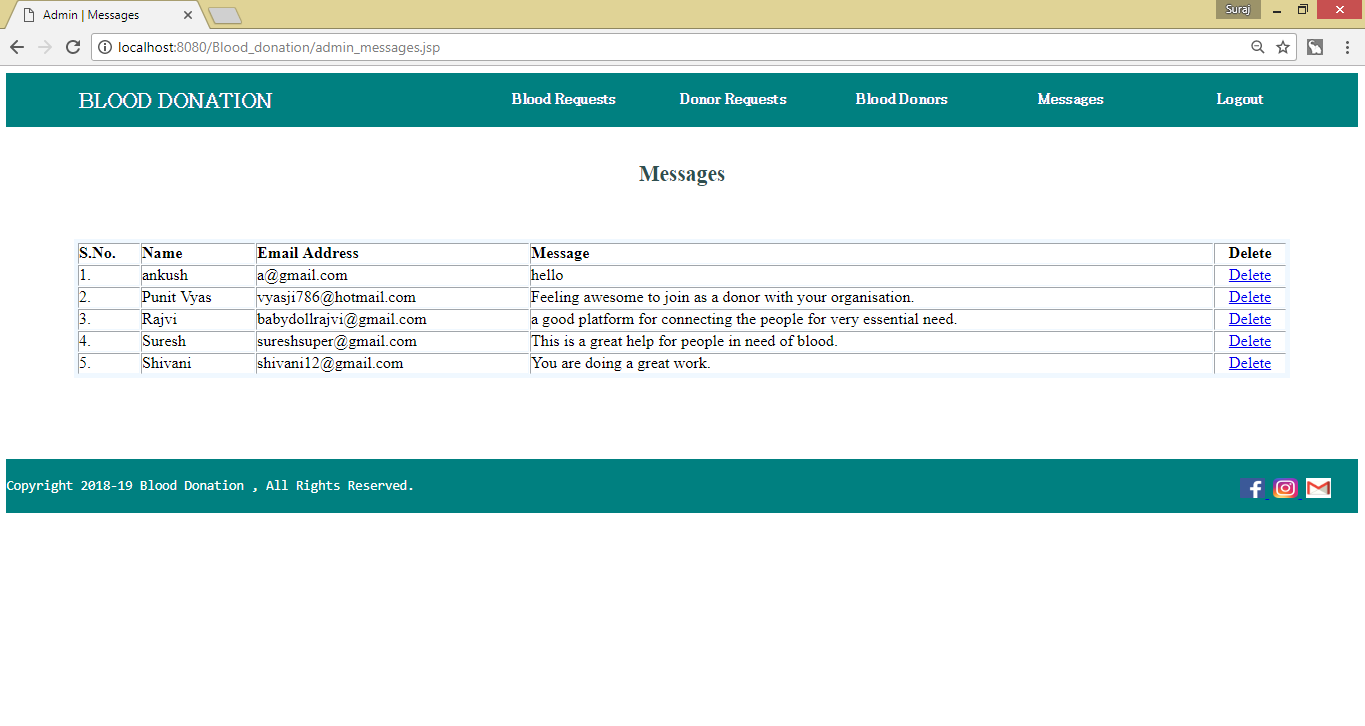 Admin | Messages
Suraj
localhost:8080/Blood_donation/admin_messages.jsp
BLOOD DONATION Blood Requests Donor Requests Blood Donors Messages Logout
Messages
S.No. Name Email Address Message Delete
1. ankush a@gmail.com hello Delete
2. Punit Vyas vyasji786@hotmail.com Feeling awesome to join as a donor with your organisation. Delete
3. Rajvi babydollrajvi@gmail.com a good platform for connecting the people for very essential need. Delete
4. Suresh sureshsuper@gmail.com This is a great help for people in need of blood. Delete
5. Shivani shivani12@gmail.com You are doing a great work. Delete
Copyright 2018-19 Blood Donation , All Rights Reserved.